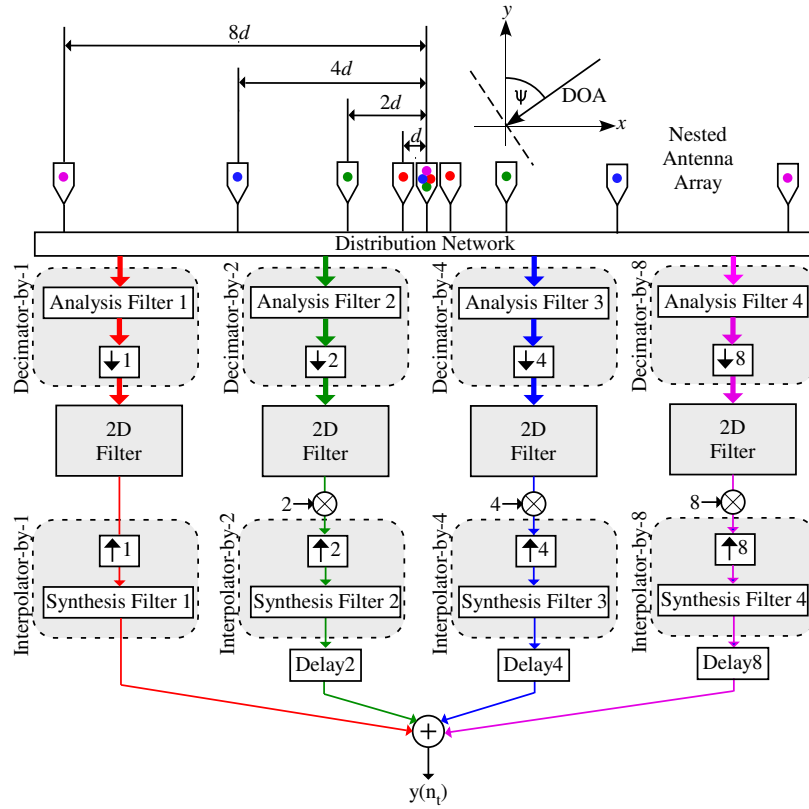 y
8d
4d
ψ
DOA
2d
x
d
Nested
Antenna
Array
Distribution Network
Decimator-by-1
Analysis Filter 1
↓1
Decimator-by-2
Analysis Filter 2
↓2
Decimator-by-4
Analysis Filter 3
↓4
Decimator-by-8
Analysis Filter 4
↓8
2D
Filter
2D
Filter
2D
Filter
2D
Filter
2
4
8
Interpolator-by-1
↑1
Synthesis Filter 1
Interpolator-by-2
↑2
Synthesis Filter 2
Interpolator-by-4
↑4
Synthesis Filter 3
Interpolator-by-8
↑8
Synthesis Filter 4
Delay2
Delay4
Delay8
+
y(n_t)